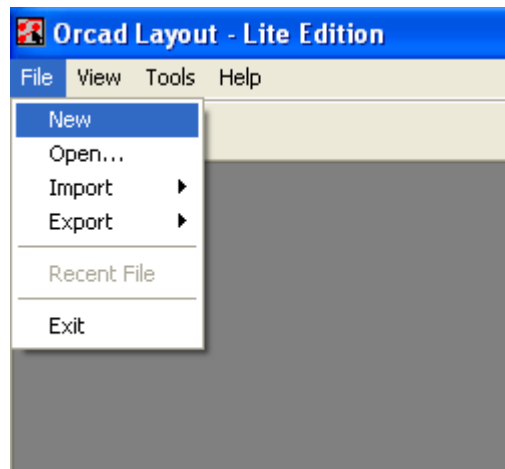 Orcad Layout - Lite Edition
File View Tools Help
New
Open...
Import
Export
Recent File
Exit